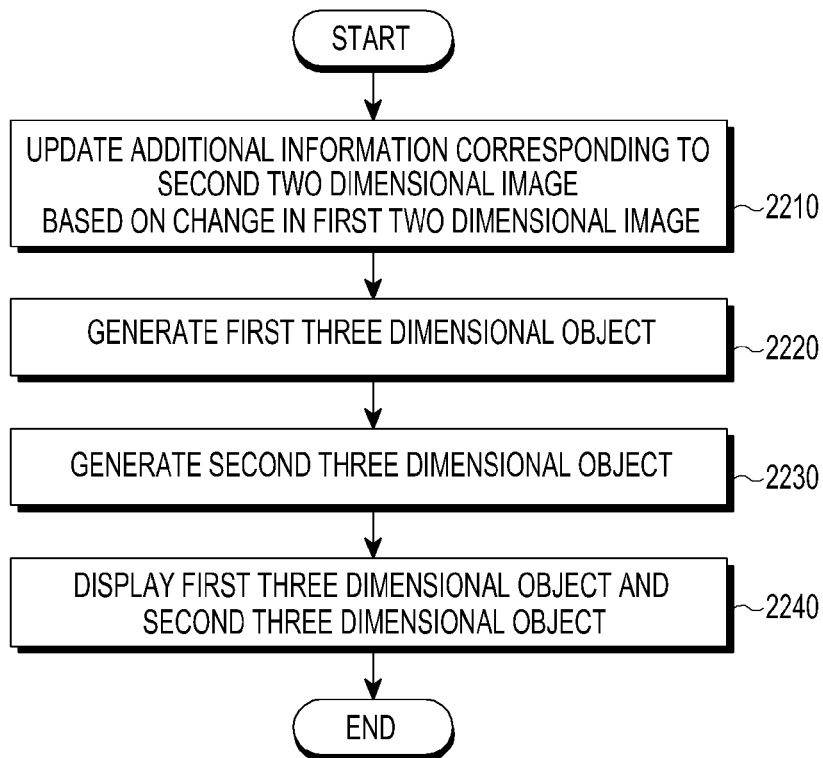 START
UPDATE ADDITIONAL INFORMATION CORRESPONDING TO
SECOND TWO DIMENSIONAL IMAGE
BASED ON CHANGE IN FIRST TWO DIMENSIONAL IMAGE
2210
GENERATE FIRST THREE DIMENSIONAL OBJECT
2220
GENERATE SECOND THREE DIMENSIONAL OBJECT
2230
DISPLAY FIRST THREE DIMENSIONAL OBJECT AND
SECOND THREE DIMENSIONAL OBJECT
2240
END